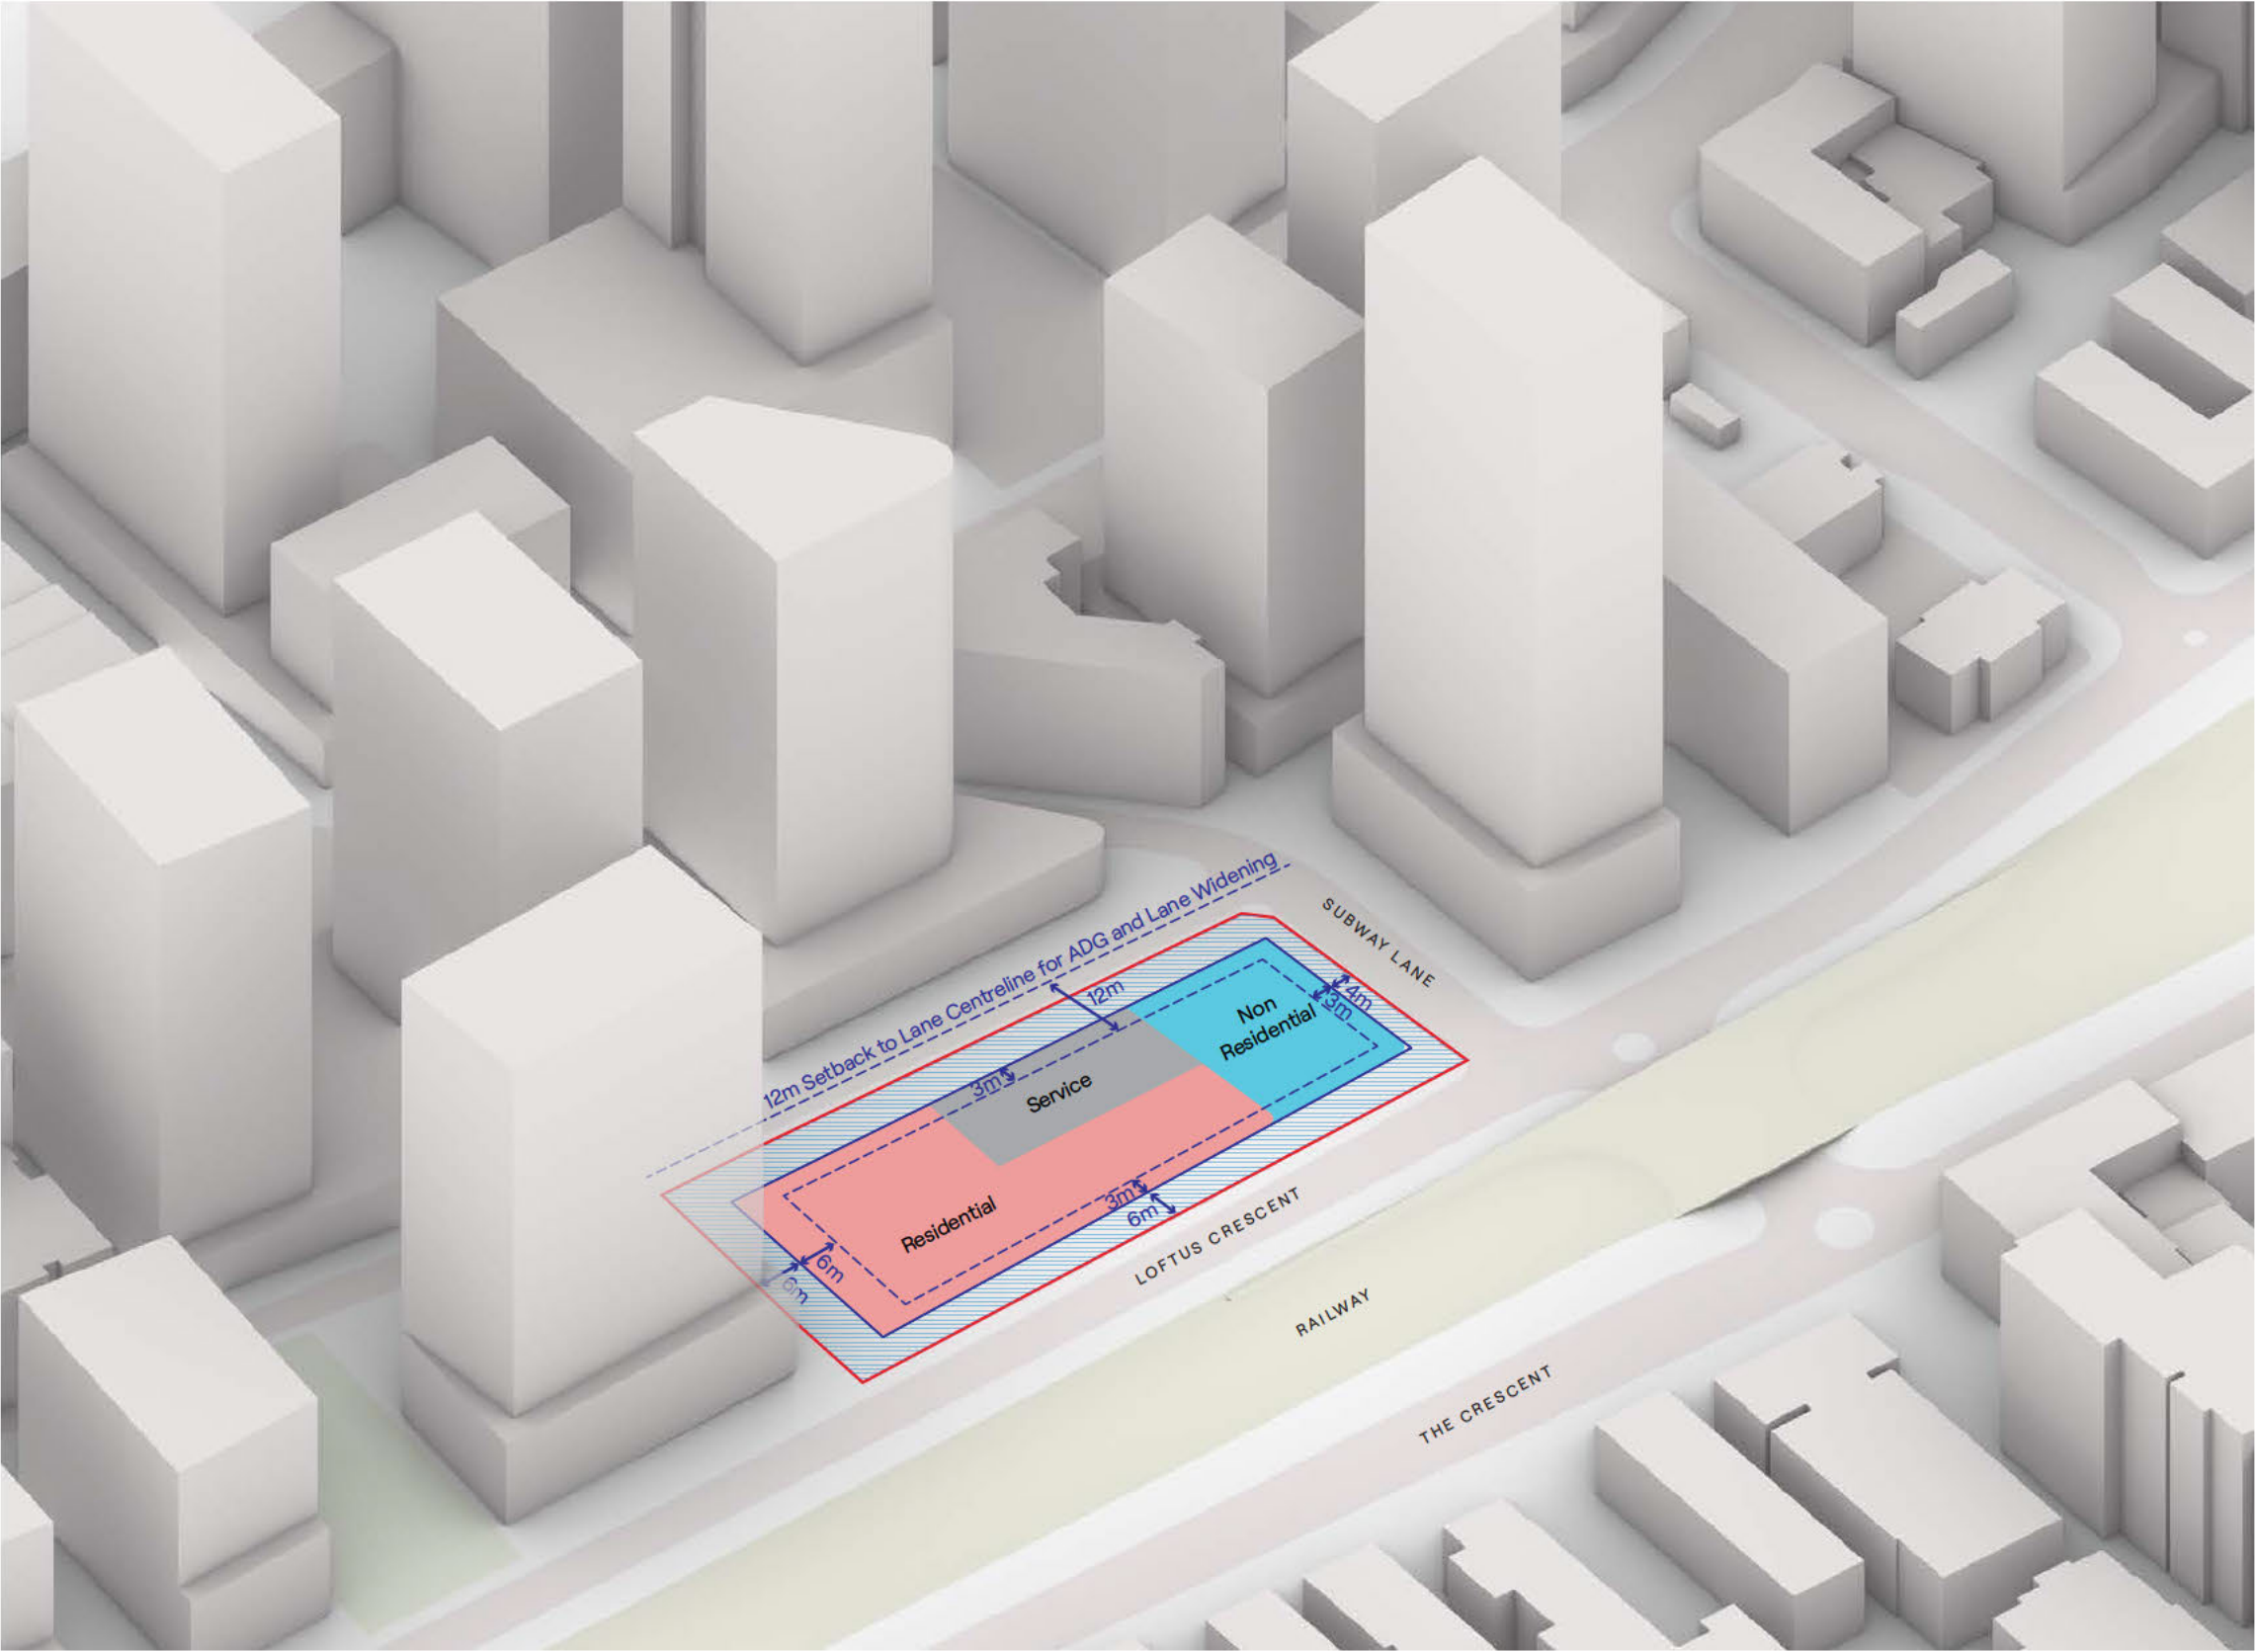 12m Setback to Lane Centreline for ADG and Lane Widening
SUBWAY LANE
12m
4m
3m
Non
Residential
3m
Service
3m
6m
Residential
6m
6m
LOFTUS CRESCENT
RAILWAY
THE CRESCENT